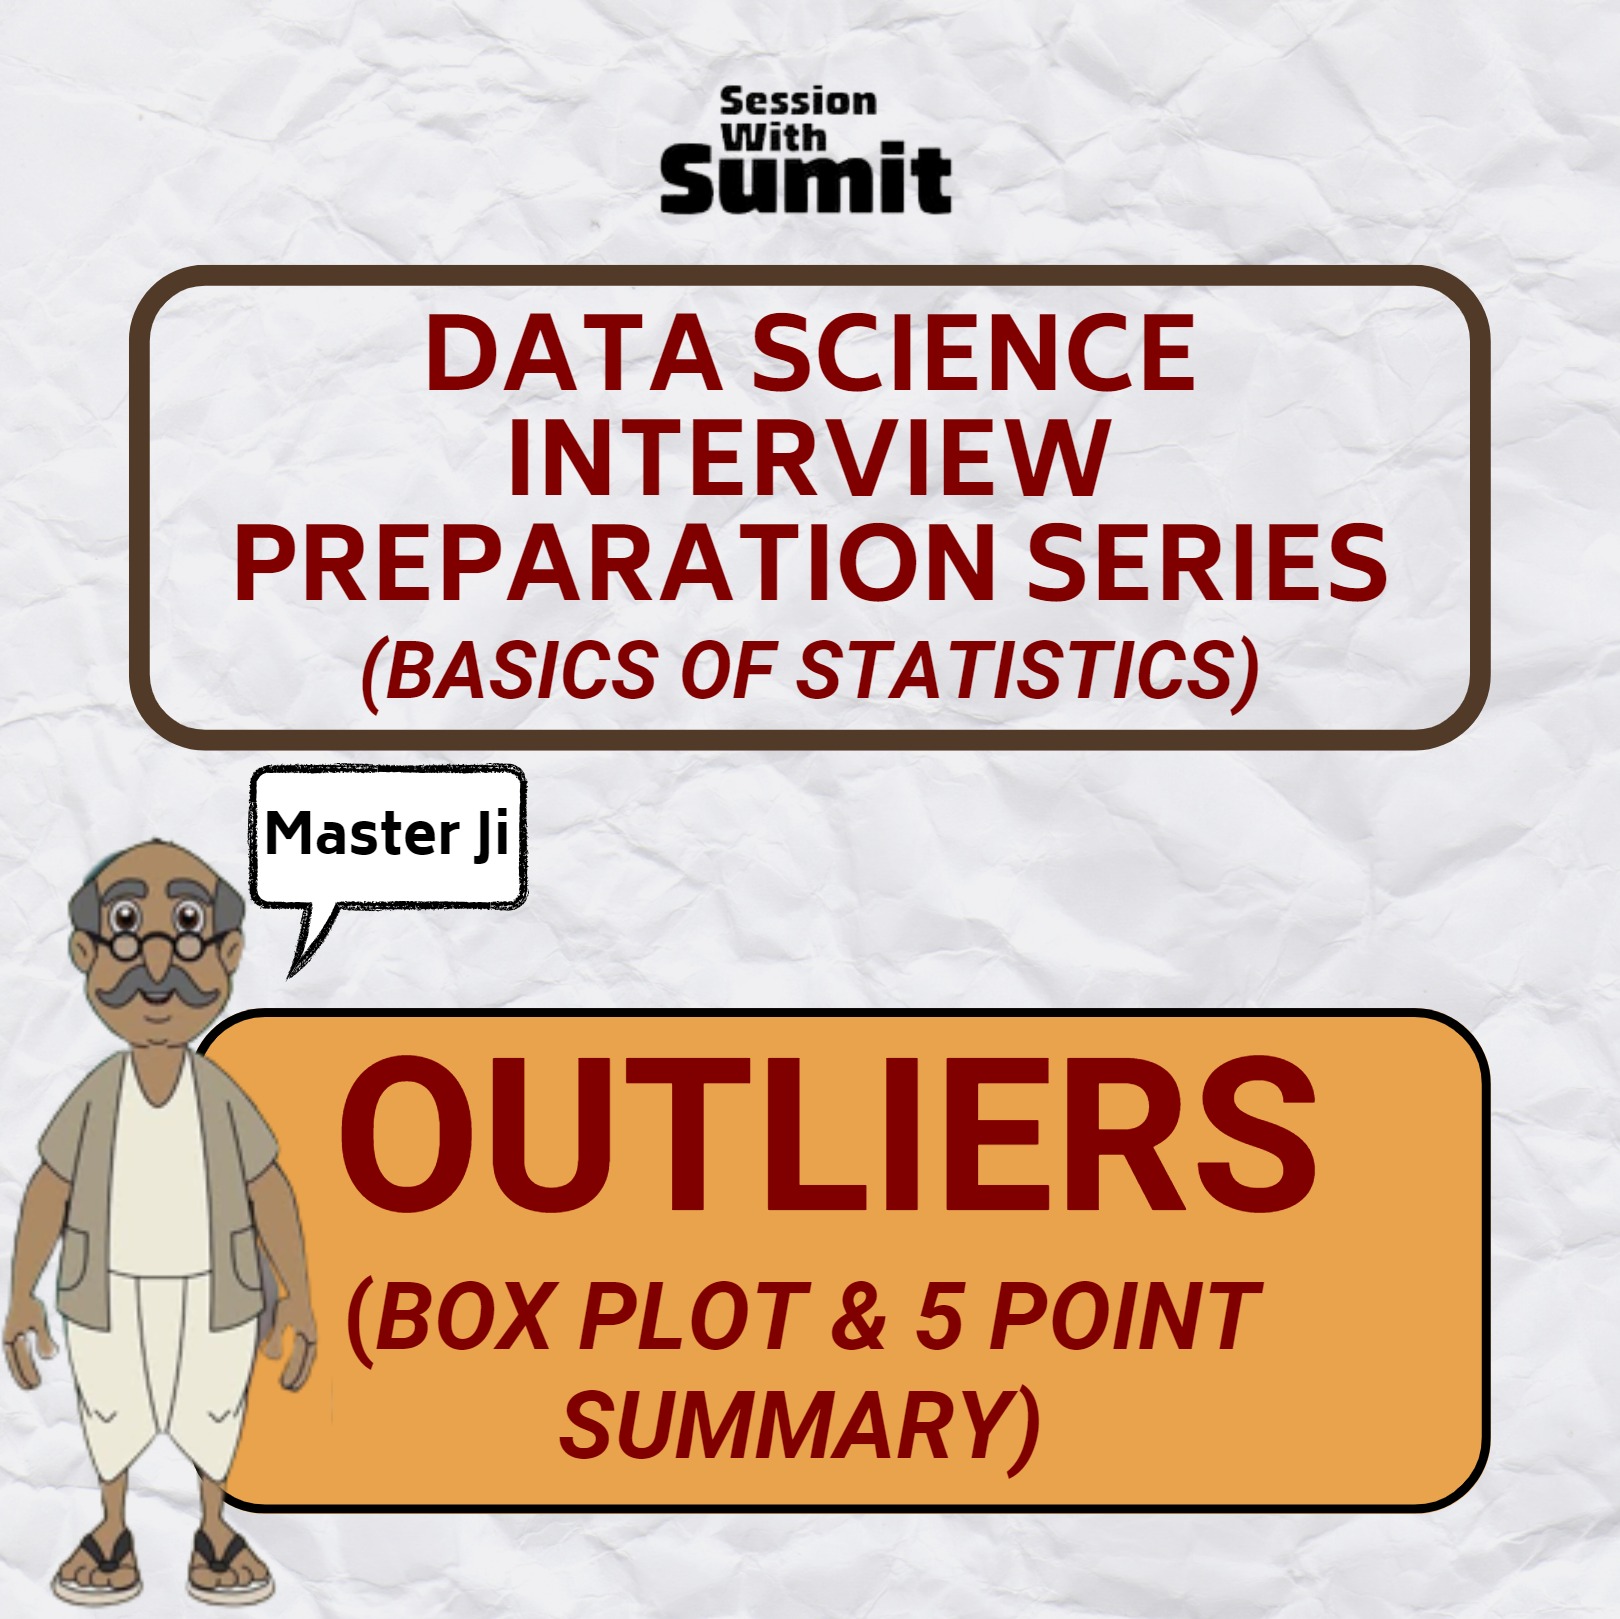 Session
With
Sumit
DATA SCIENCE
INTERVIEW
PREPARATION SERIES
(BASICS OF STATISTICS)
Master Ji
OUTLIERS
(BOX PLOT & 5 POINT
SUMMARY)